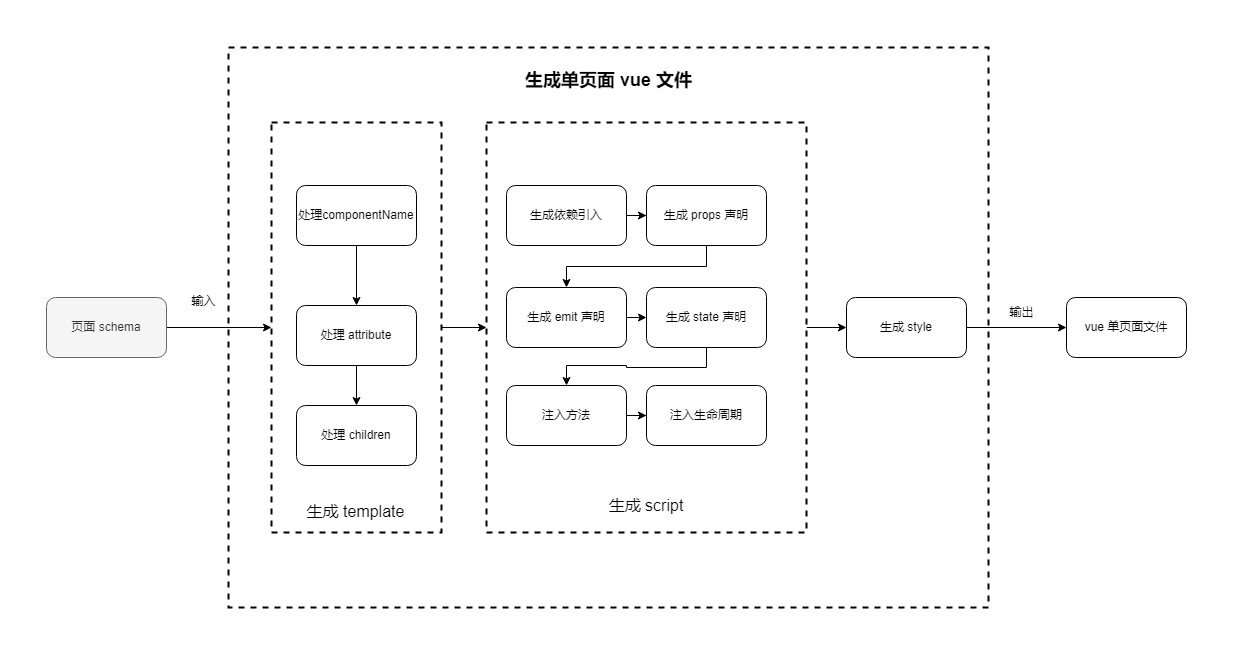 生成单页面 vue 文件
页面 schema
输入
处理componentName
处理 attribute
处理 children
生成 template
生成依赖引入
生成 props 声明
生成 emit 声明
生成 state 声明
注入方法
注入生命周期
生成 script
生成 style
输出
vue 单页面文件